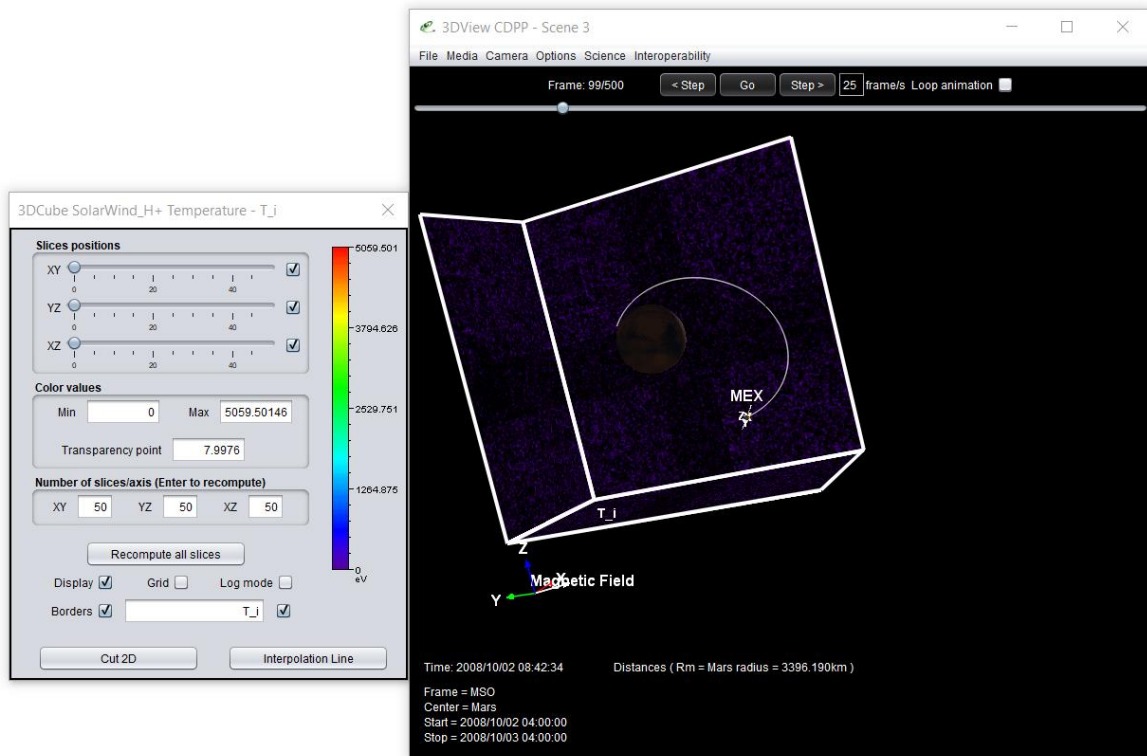 3DView CDPP - Scene 3
File Media Camera Options Science Interoperability
Frame: 99/500 < Step Go Step > 25 frame/s Loop animation
MEX
Z
Y
T_i
Z
X
Magnetic Field
Y
Time: 2008/10/02 08:42:34 Distances ( Rm = Mars radius = 3396.190km )
Frame = MSO
Center = Mars
Start = 2008/10/02 04:00:00
Stop = 2008/10/03 04:00:00
3DCube SolarWind_H+ Temperature - T_i
Slices positions
XY
0 20 40
YZ
0 20 40
XZ
0 20 40
Color values
Min 0 Max 5059.50146
Transparency point 7.9976
Number of slices/axis (Enter to recompute)
XY 50 YZ 50 XZ 50
Recompute all slices
Display Grid Log mode
Borders T_i
Cut 2D Interpolation Line
5059.501
3794.626
2529.751
1264.875
0
eV